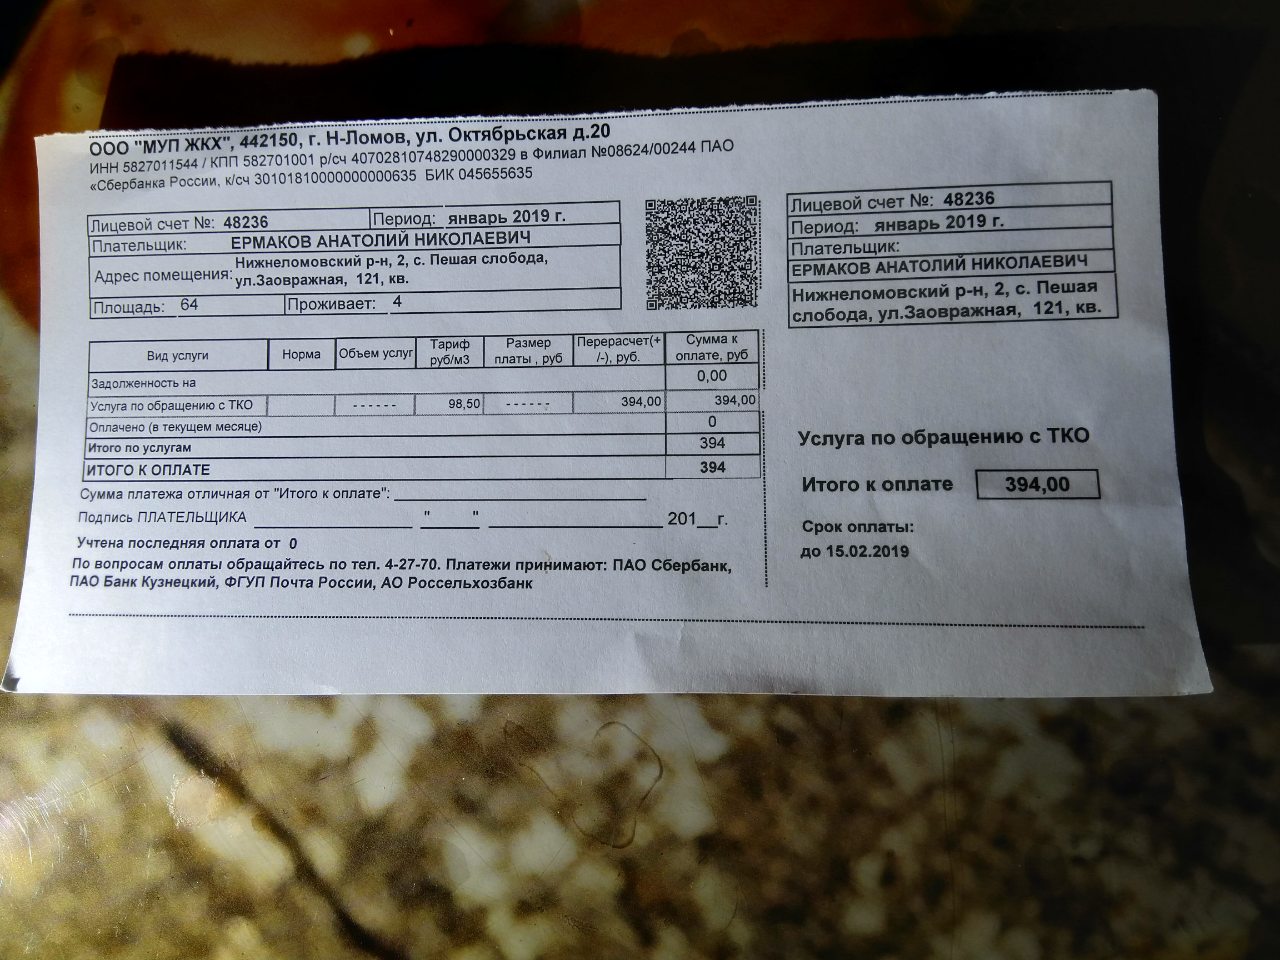 ООО "МУП ЖКХ", 442150, г. Н-Ломов, ул. Октябрьская д.20
ИНН 5827011544 / КПП 582701001 р/сч 40702810748290000329 в Филиал №08624/00244 ПАО
«Сбербанка России, к/сч 30101810000000000635 БИК 045655635
Лицевой счет №: 48236 Период: январь 2019 г.
Плательщик: ЕРМАКОВ АНАТОЛИЙ НИКОЛАЕВИЧ
Адрес помещения: Нижнеломовский р-н, 2, с. Пешая слобода,
ул.Заовражная, 121, кв.
Площадь: 64 Проживает: 4
Вид услуги Норма Объем услуг Тариф руб/м3 Размер платы , руб Перерасчет(+ /-), руб. Сумма к оплате, руб
Задолженность на 0,00
Услуга по обращению с ТКО ------ 98,50 ------ 394,00 394,00
Оплачено (в текущем месяце) 0
Итого по услугам 394
ИТОГО К ОПЛАТЕ 394
Сумма платежа отличная от "Итого к оплате": ____________________
Подпись ПЛАТЕЛЬЩИКА ____________ "____" ____________ 201__г.
Учтена последняя оплата от 0
По вопросам оплаты обращайтесь по тел. 4-27-70. Платежи принимают: ПАО Сбербанк,
ПАО Банк Кузнецкий, ФГУП Почта России, АО Россельхозбанк
Лицевой счет №: 48236
Период: январь 2019 г.
Плательщик:
ЕРМАКОВ АНАТОЛИЙ НИКОЛАЕВИЧ
Нижнеломовский р-н, 2, с. Пешая
слобода, ул.Заовражная, 121, кв.
Услуга по обращению с ТКО
Итого к оплате 394,00
Срок оплаты:
до 15.02.2019